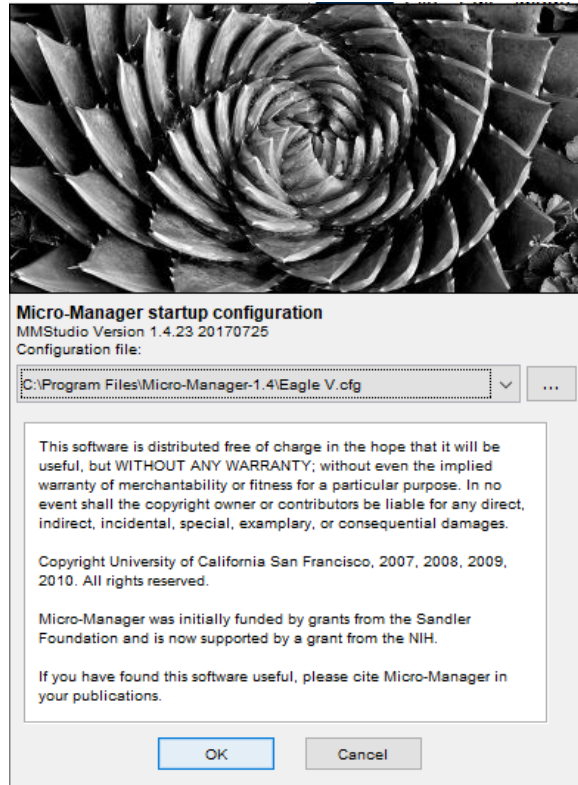 Micro-Manager startup configuration
MMStudio Version 1.4.23 20170725
Configuration file:
C:\Program Files\Micro-Manager-1.4\Eagle V.cfg
...
This software is distributed free of charge in the hope that it will be
useful, but WITHOUT ANY WARRANTY; without even the implied
warranty of merchantability or fitness for a particular purpose. In no
event shall the copyright owner or contributors be liable for any direct,
indirect, incidental, special, examplary, or consequential damages.
Copyright University of California San Francisco, 2007, 2008, 2009,
2010. All rights reserved.
Micro-Manager was initially funded by grants from the Sandler
Foundation and is now supported by a grant from the NIH.
If you have found this software useful, please cite Micro-Manager in
your publications.
OK
Cancel